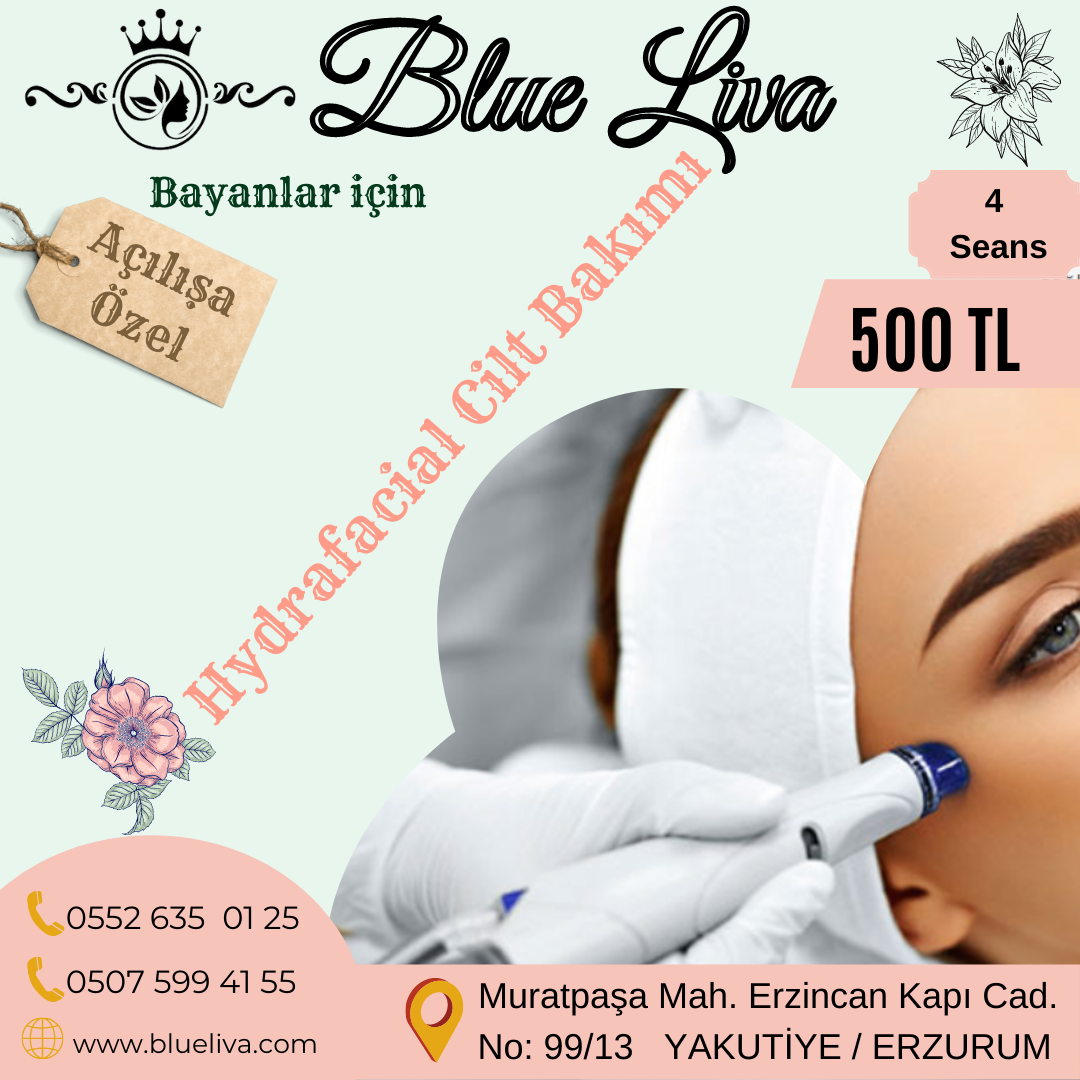 Blue Liva
Bayanlar için
Açılışa
Özel
4
Seans
500 TL
Hydrafacial Cilt Bakımı
0552 635 01 25
0507 599 41 55
www.blueliva.com
Muratpaşa Mah. Erzincan Kapı Cad.
No: 99/13 YAKUTİYE / ERZURUM